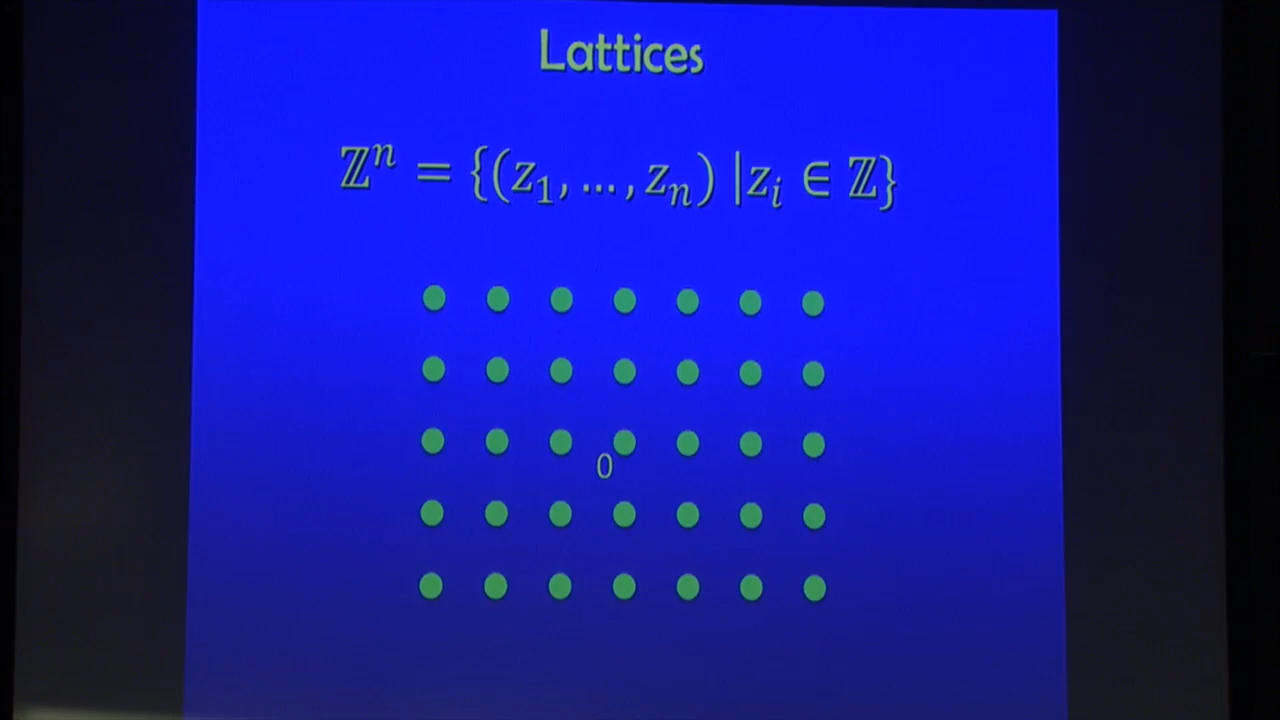 Lattices
ℤⁿ = {(z₁, … , zₙ) |zᵢ ∈ ℤ}
0